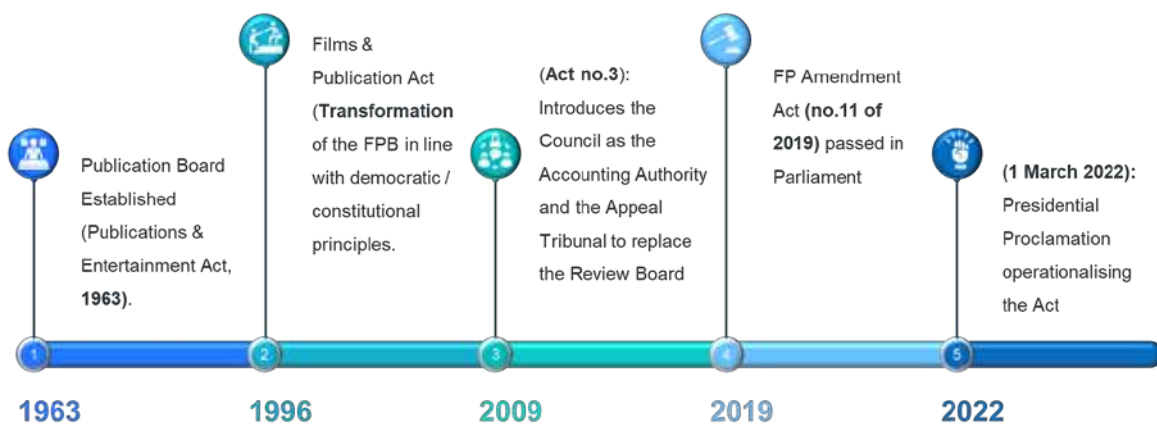 Publication Board
Established
(Publications &
Entertainment Act,
1963).
Films &
Publication Act
(Transformation
of the FPB in line
with democratic /
constitutional
principles.
(Act no.3):
Introduces the
Council as the
Accounting Authority
and the Appeal
Tribunal to replace
the Review Board
FP Amendment
Act (no.11 of
2019) passed in
Parliament
(1 March 2022):
Presidential
Proclamation
operationalising
the Act
1
2
3
4
5
1963
1996
2009
2019
2022